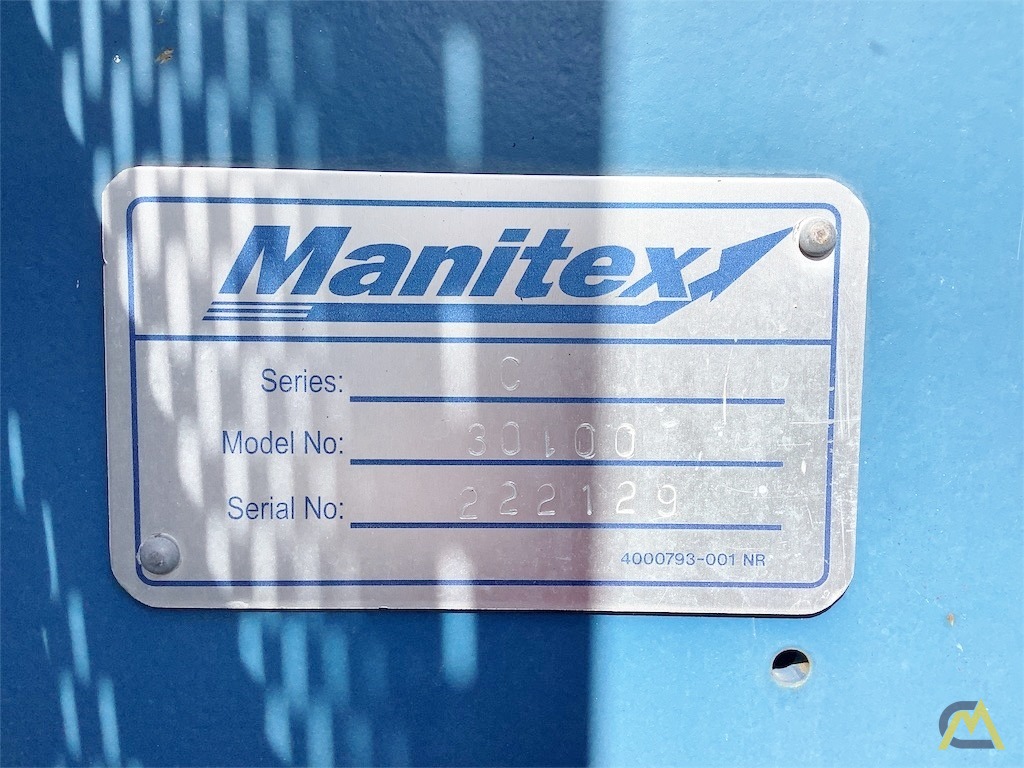 Manitex
Series: C
Model No: 30100
Serial No: 222129
4000793-001 NR